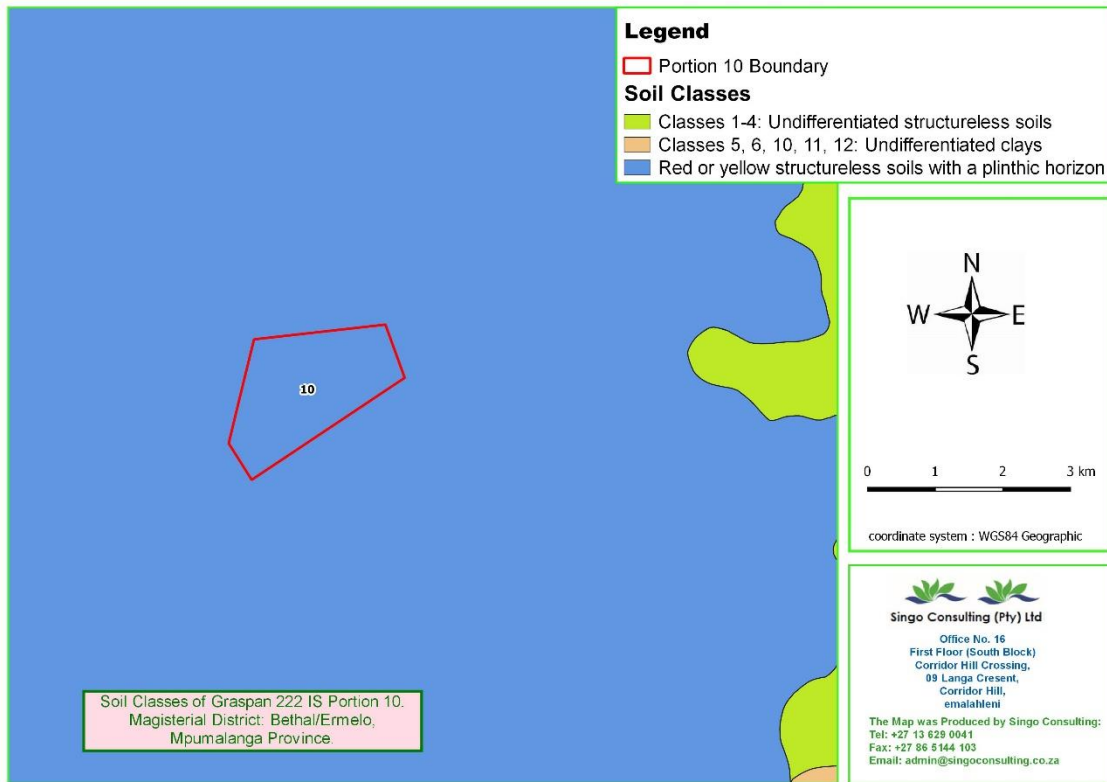 Legend
Portion 10 Boundary
Soil Classes
Classes 1-4: Undifferentiated structureless soils
Classes 5, 6, 10, 11, 12: Undifferentiated clays
Red or yellow structureless soils with a plinthic horizon
10
N
W E
S
0 1 2 3 km
coordinate system : WGS84 Geographic
Singo Consulting (Pty) Ltd
Office No. 16
First Floor (South Block)
Corridor Hill Crossing,
09 Langa Cresent,
Corridor Hill,
emalahleni
The Map was Produced by Singo Consulting:
Tel: +27 13 629 0041
Fax: +27 86 5144 103
Email: admin@singoconsulting.co.za
Soil Classes of Graspan 222 IS Portion 10.
Magisterial District: Bethal/Ermelo,
Mpumalanga Province.